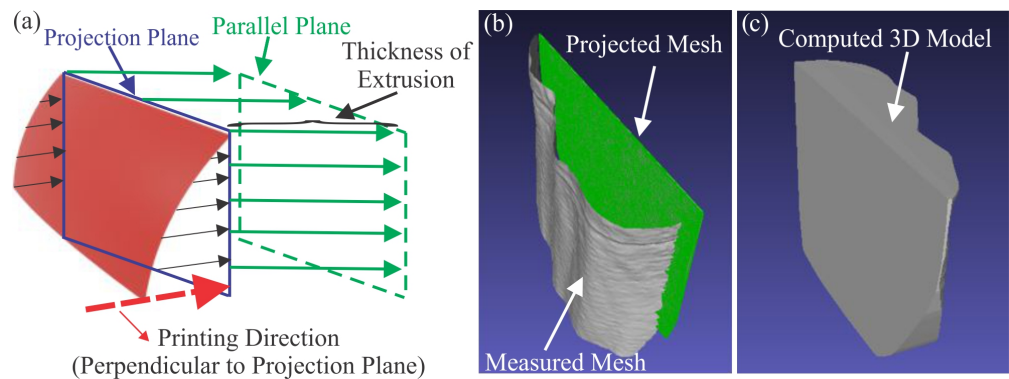 (a)
Projection Plane
Parallel Plane
Thickness of
Extrusion
Printing Direction
(Perpendicular to Projection Plane)
(b)
Projected Mesh
Measured Mesh
(c)
Computed 3D Model